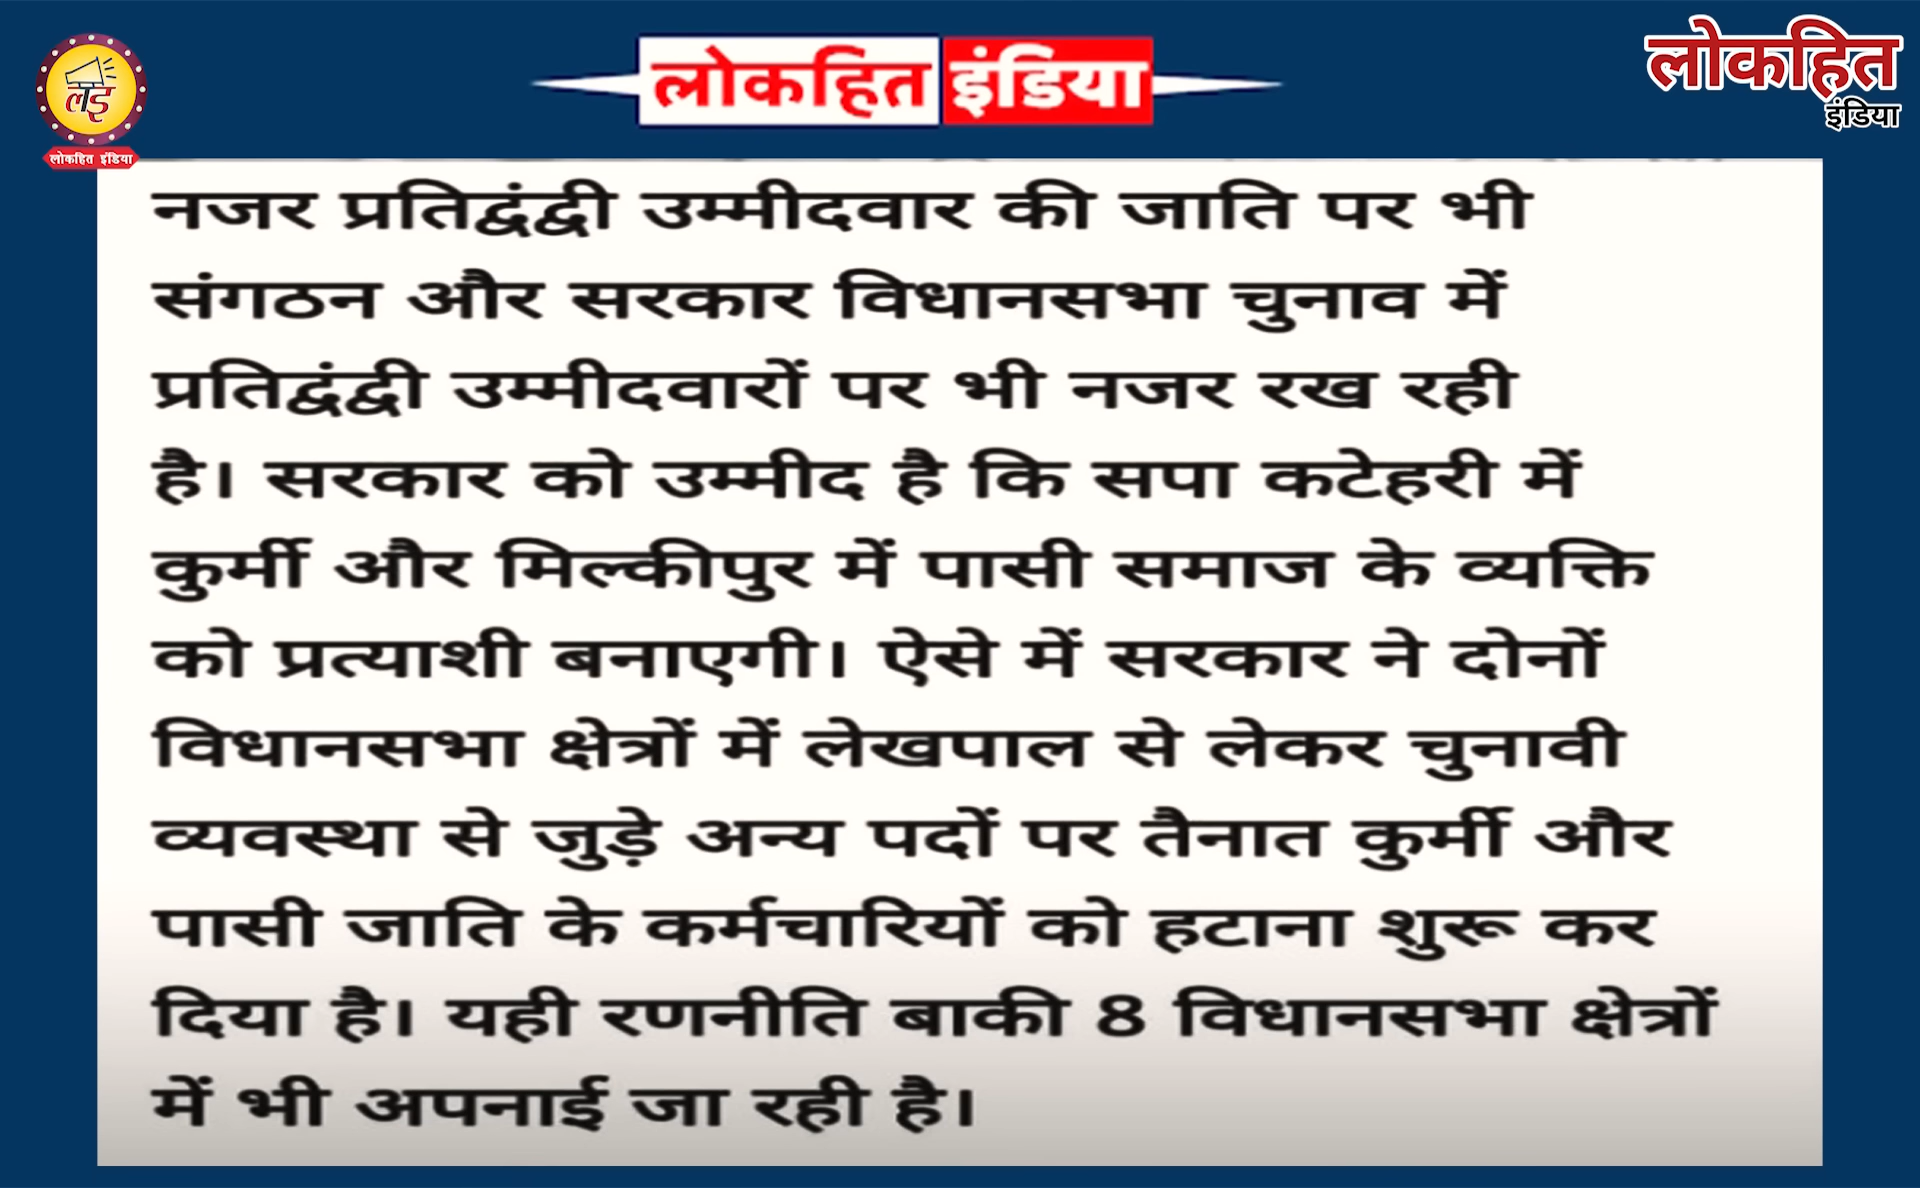 लोकहित इंडिया
लोकहित
इंडिया
लइ
लोकहित इंडिया
नजर प्रतिद्वंद्वी उम्मीदवार की जाति पर भी
संगठन और सरकार विधानसभा चुनाव में
प्रतिद्वंद्वी उम्मीदवारों पर भी नजर रख रही
है। सरकार को उम्मीद है कि सपा कटेहरी में
कुर्मी और मिल्कीपुर में पासी समाज के व्यक्ति
को प्रत्याशी बनाएगी। ऐसे में सरकार ने दोनों
विधानसभा क्षेत्रों में लेखपाल से लेकर चुनावी
व्यवस्था से जुड़े अन्य पदों पर तैनात कुर्मी और
पासी जाति के कर्मचारियों को हटाना शुरू कर
दिया है। यही रणनीति बाकी 8 विधानसभा क्षेत्रों
में भी अपनाई जा रही है।